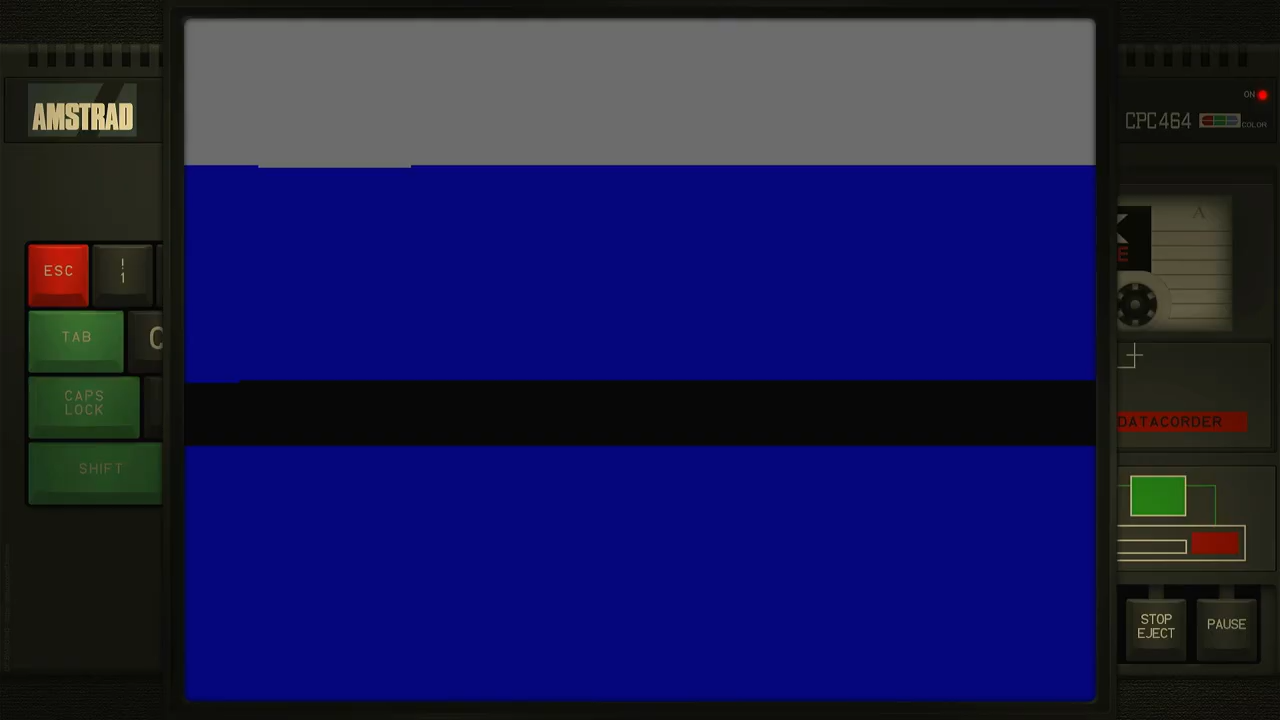 AMSTRAD
ESC
!
1
TAB
CAPS
LOCK
SHIFT
ON
CPC464
COLOR
A
DATACORDER
STOP
EJECT
PAUSE